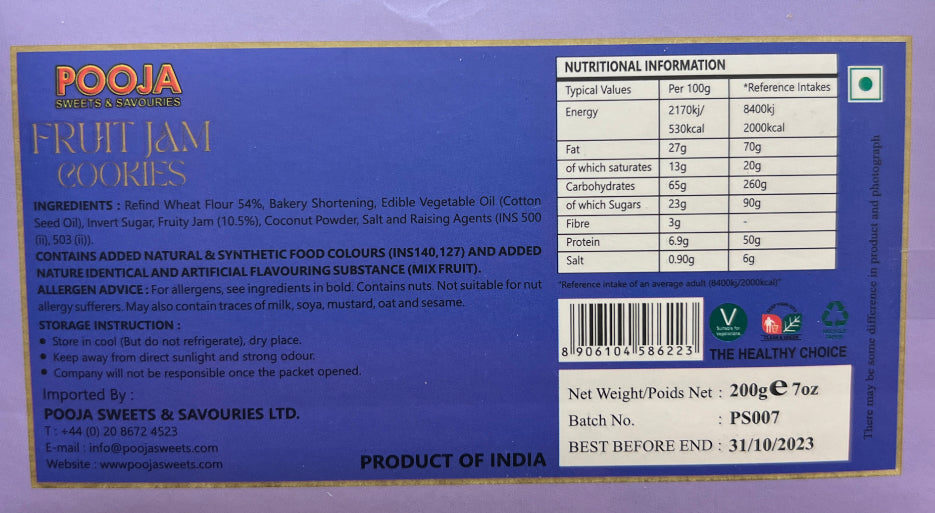 POOJA
SWEETS & SAVOURIES
FRUIT JAM
COOKIES
INGREDIENTS : Refind Wheat Flour 54%, Bakery Shortening, Edible Vegetable Oil (Cotton
Seed Oil), Invert Sugar, Fruity Jam (10.5%), Coconut Powder, Salt and Raising Agents (INS 500
(ii), 503 (ii)).
CONTAINS ADDED NATURAL & SYNTHETIC FOOD COLOURS (INS140,127) AND ADDED
NATURE IDENTICAL AND ARTIFICIAL FLAVOURING SUBSTANCE (MIX FRUIT).
ALLERGEN ADVICE : For allergens, see ingredients in bold. Contains nuts. Not suitable for nut
allergy sufferers. May also contain traces of milk, soya, mustard, oat and sesame.
STORAGE INSTRUCTION :
• Store in cool (But do not refrigerate), dry place.
• Keep away from direct sunlight and strong odour.
• Company will not be responsible once the packet opened.
Imported By :
POOJA SWEETS & SAVOURIES LTD.
T : +44 (0) 20 8672 4523
E-mail : info@poojasweets.com
Website : wwwpoojasweets.com
PRODUCT OF INDIA
NUTRITIONAL INFORMATION
Typical Values Per 100g *Reference Intakes
Energy 2170kj/ 8400kj
530kcal 2000kcal
Fat 27g 70g
of which saturates 13g 20g
Carbohydrates 65g 260g
of which Sugars 23g 90g
Fibre 3g -
Protein 6.9g 50g
Salt 0.90g 6g
"Reference intake of an average adult (8400kg/2000kcal)"
8 906104 586223
V
Suitable for
Vegetarians
THE HEALTHY CHOICE
Net Weight/Poids Net : 200g e 7oz
Batch No. : PS007
BEST BEFORE END : 31/10/2023
There may be some difference in product and photograph